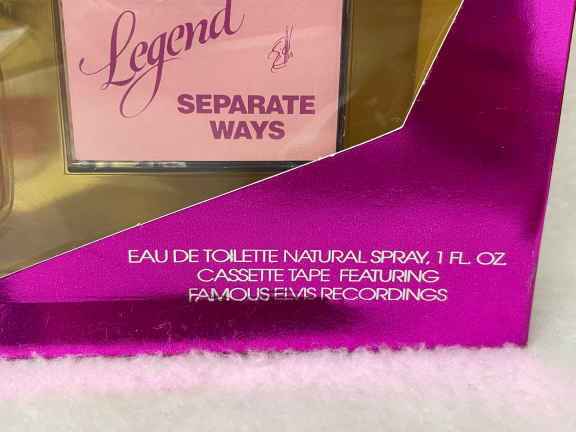 Legend
SEPARATE
WAYS
EAU DE TOILETTE NATURAL SPRAY, 1 FL. OZ
CASSETTE TAPE FEATURING
FAMOUS ELVIS RECORDINGS